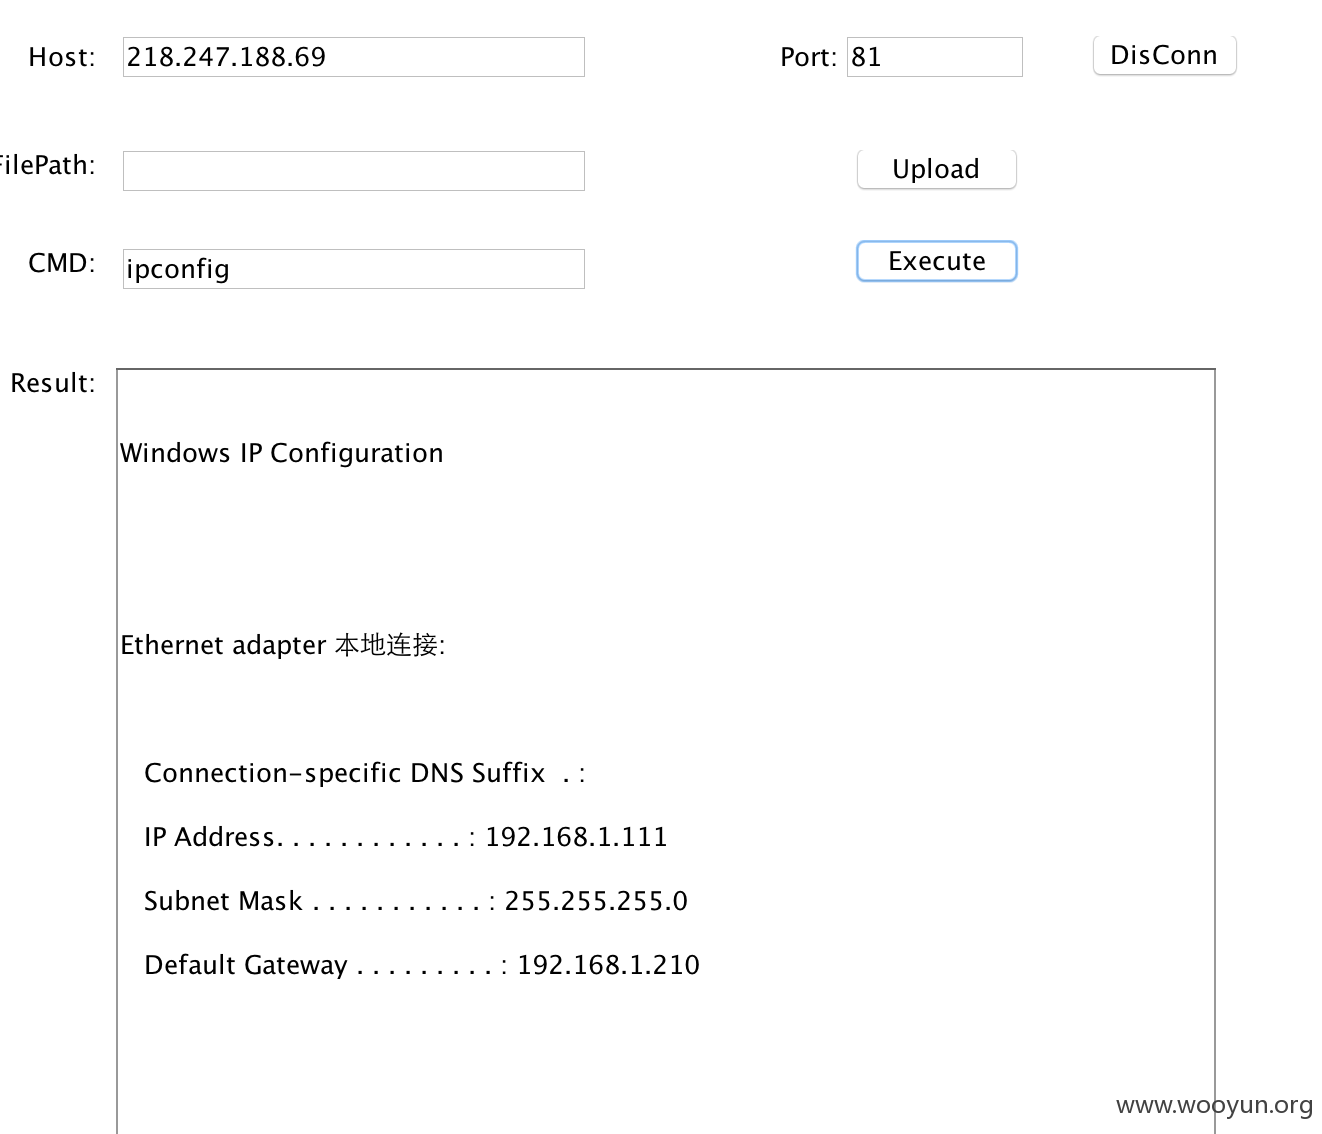 Host: 218.247.188.69 Port: 81 DisConn
FilePath: Upload
CMD: ipconfig Execute
Result:
Windows IP Configuration
Ethernet adapter 本地连接:
Connection-specific DNS Suffix . :
IP Address. . . . . . . . . . . . : 192.168.1.111
Subnet Mask . . . . . . . . . . . : 255.255.255.0
Default Gateway . . . . . . . . . : 192.168.1.210
www.wooyun.org